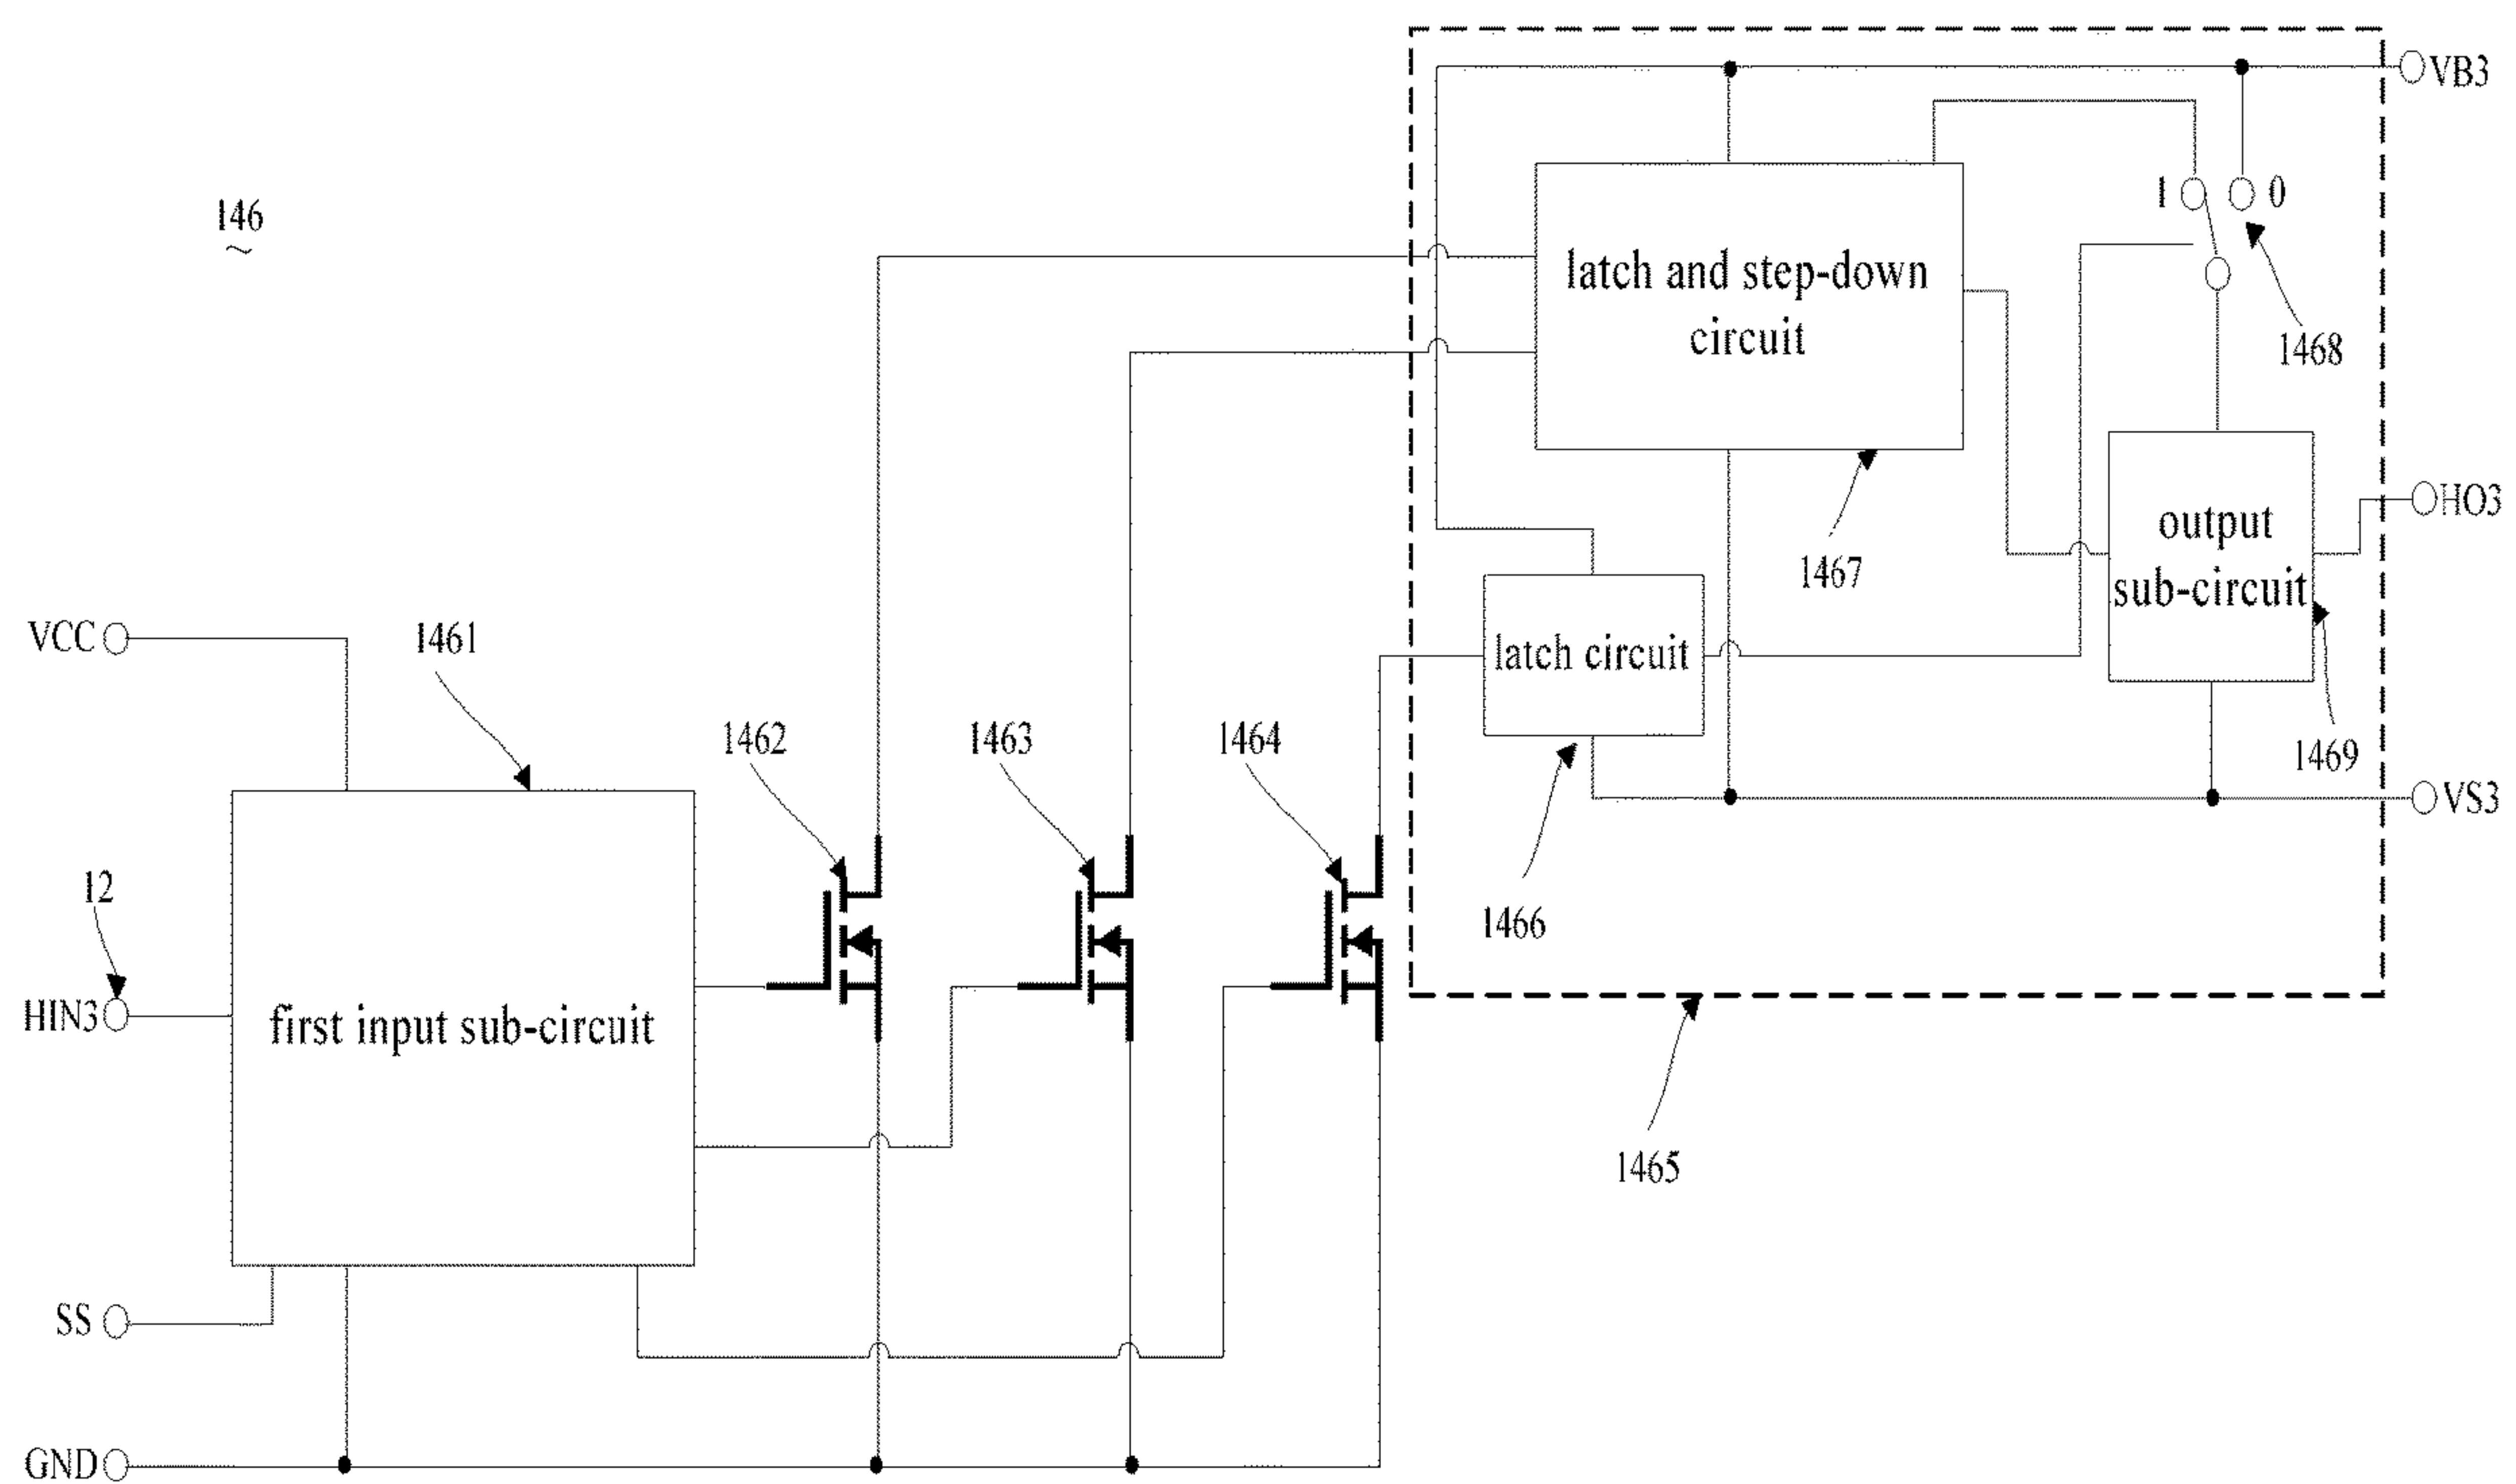 VB3
146
1
0
latch and step-down
circuit
1468
HO3
output
sub-circuit
1467
VCC
1461
latch circuit
1462
1463
1464
1469
VS3
12
1466
HIN3
first input sub-circuit
1465
SS
GND